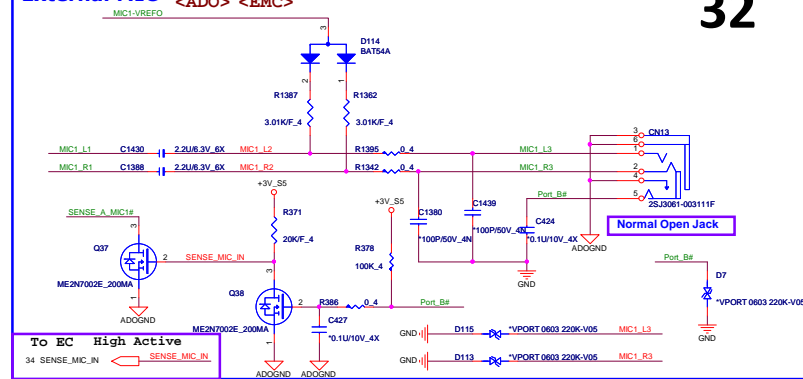 <ADO> <EMC>
32
MIC1-VREFO
3
D114
BAT54A
2
1
R1387
R1362
3.01K/F_4
3.01K/F_4
MIC1_L1
C1430
2.2U/6.3V_6X
MIC1_L2
R1395
0_4
MIC1_L3
MIC1_R1
C1388
2.2U/6.3V_6X
MIC1_R2
R1342
0_4
MIC1_R3
3
CN13
6
1
2
4
5
Port_B#
2SJ3061-003111F
Normal Open Jack
+3V_S5
+3V_S5
SENSE_A_MIC1#
R371
20K/F_4
C1380
*100P/50V_4N
C1439
*100P/50V_4N
C424
*0.1U/10V_4X
ADOGND
GND
Q37
3
2
1
SENSE_MIC_IN
ME2N7002E_200MA
ADOGND
R378
100K_4
Port_B#
D7
*VPORT 0603 220K-V05
GND
Q38
3
2
1
R386
0_4
Port_B#
ME2N7002E_200MA
C427
*0.1U/10V_4X
ADOGND
ADOGND
GND
D115
*VPORT 0603 220K-V05
MIC1_L3
GND
D113
*VPORT 0603 220K-V05
MIC1_R3
To EC High Active
34 SENSE_MIC_IN
SENSE_MIC_IN